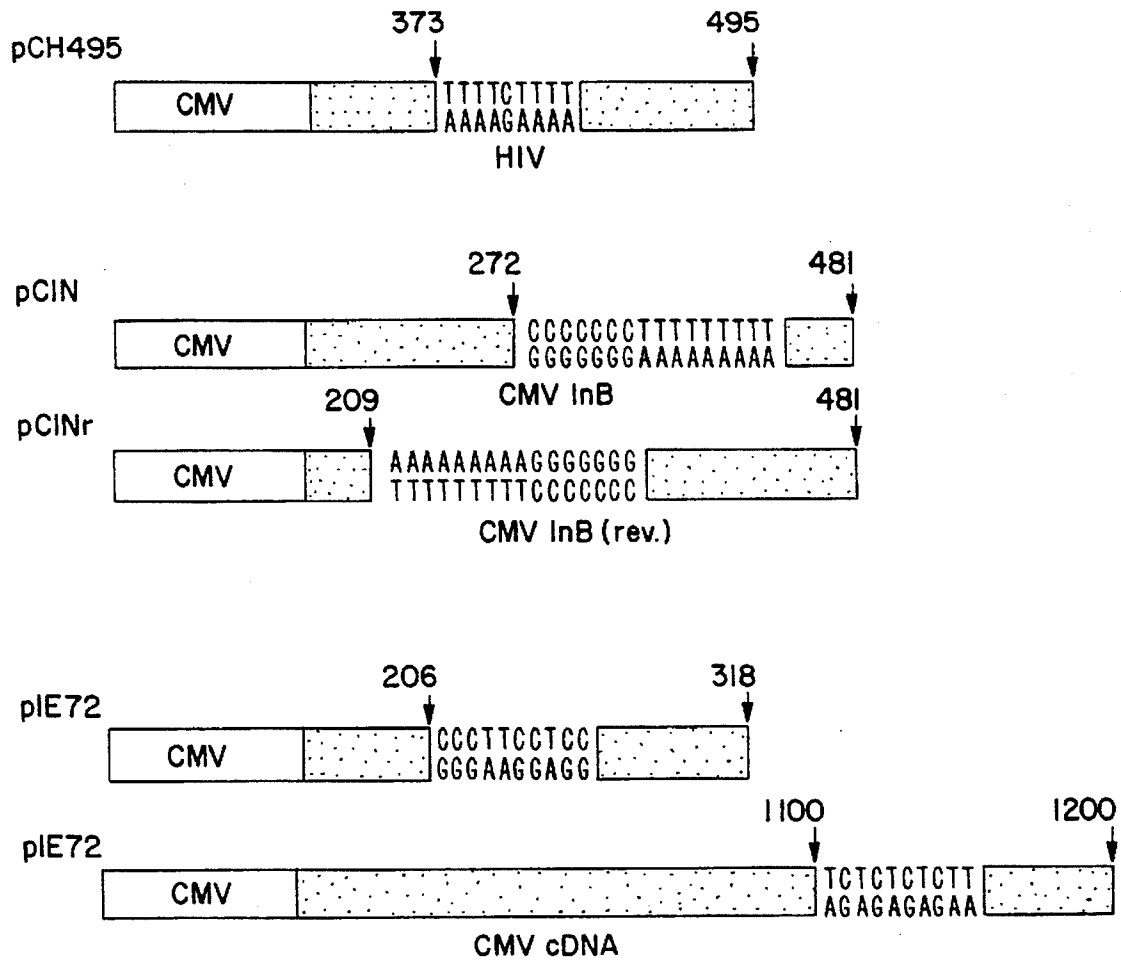 373 495
pCH495
CMV TTTTCTTTT
AAAAGAAAA
HIV
272 481
pCIN
CMV CCCCCCCTTTTTTTTT
GGGGGGGAAAAAAAAA
CMV InB
209 481
pCINr
CMV AAAAAAAAAGGGGGGG
TTTTTTTTTCCCCCCC
CMV InB (rev.)
206 318
pIE72
CMV CCCTTCCTCC
GGGAAGGAGG
1100 1200
pIE72
CMV TCTCTCTCTT
AGAGAGAGAA
CMV cDNA